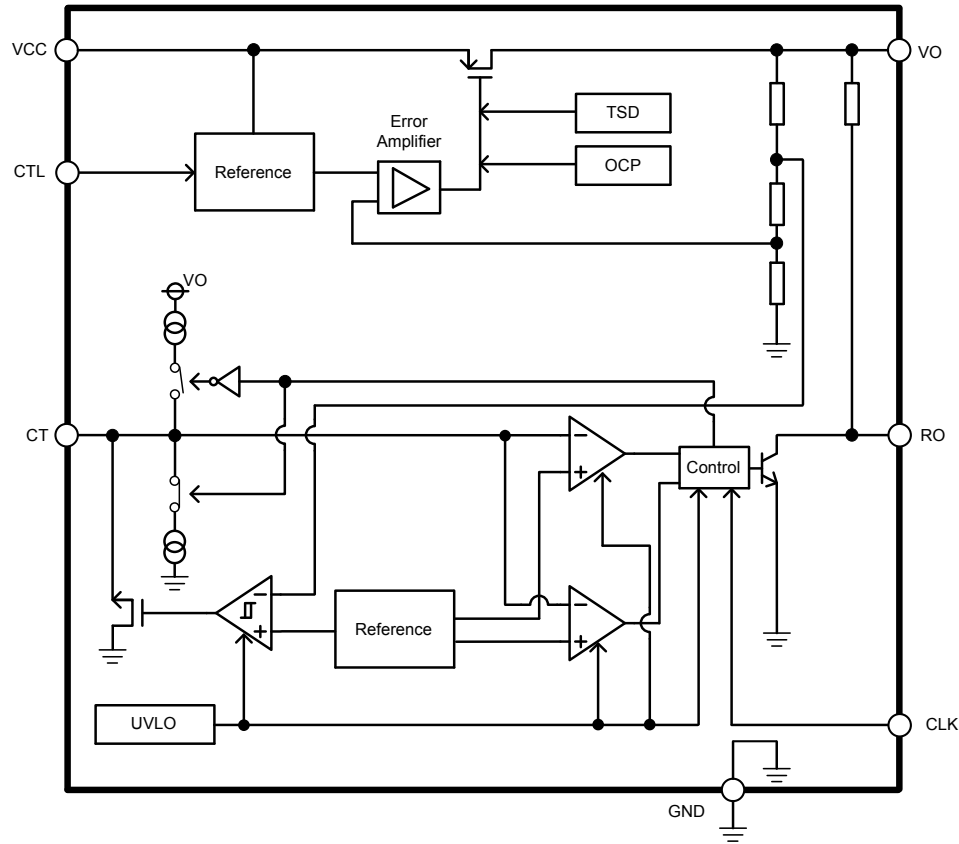 VCC
VO
TSD
Error
Amplifier
CTL
Reference
OCP
VO
CT
−
+
Control
RO
−
+
Reference
−
+
UVLO
CLK
GND